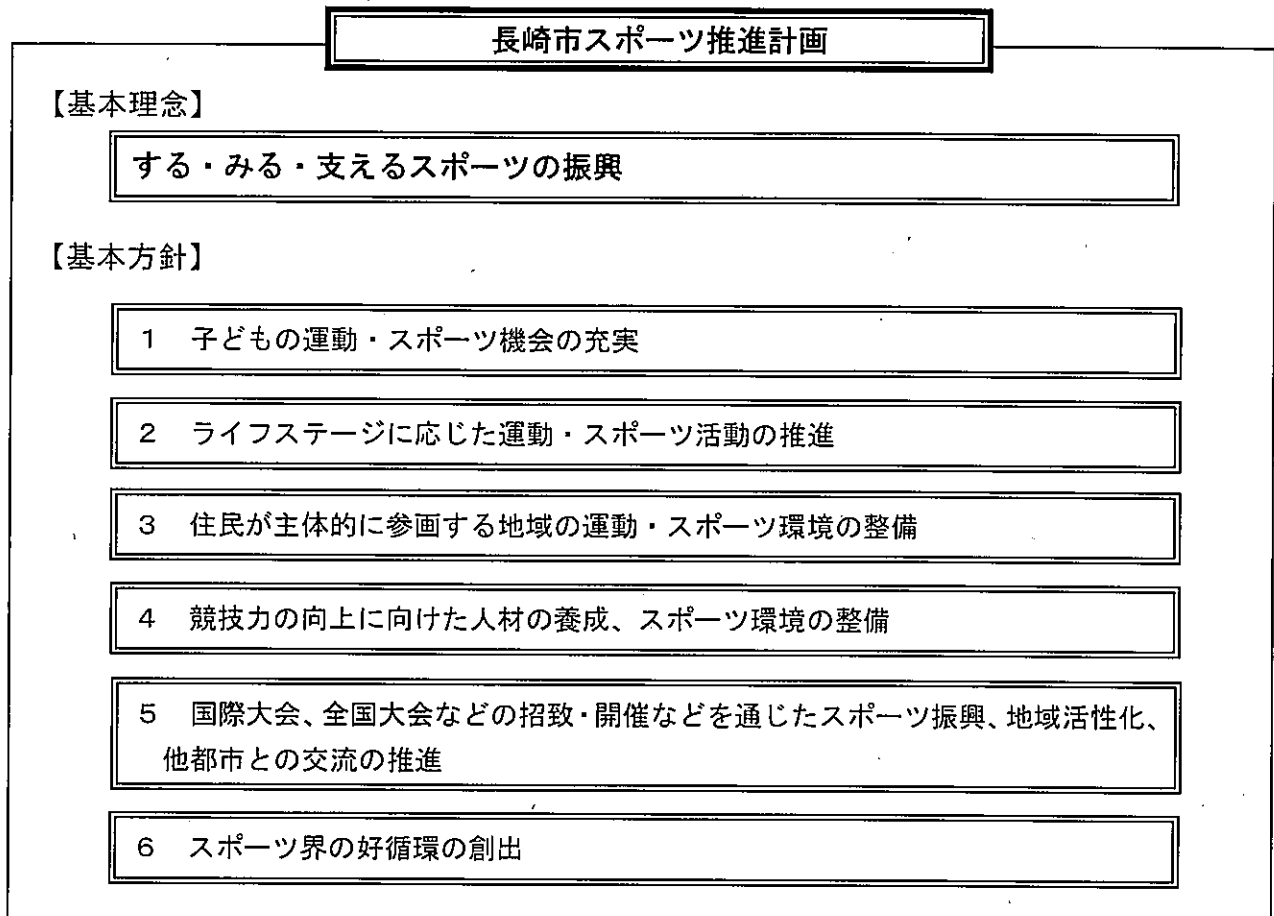 長崎市スポーツ推進計画
【基本理念】
する・みる・支えるスポーツの振興
【基本方針】
1 子どもの運動・スポーツ機会の充実
2 ライフステージに応じた運動・スポーツ活動の推進
3 住民が主体的に参画する地域の運動・スポーツ環境の整備
4 競技力の向上に向けた人材の養成、スポーツ環境の整備
5 国際大会、全国大会などの招致・開催などを通じたスポーツ振興、地域活性化、
他都市との交流の推進
6 スポーツ界の好循環の創出